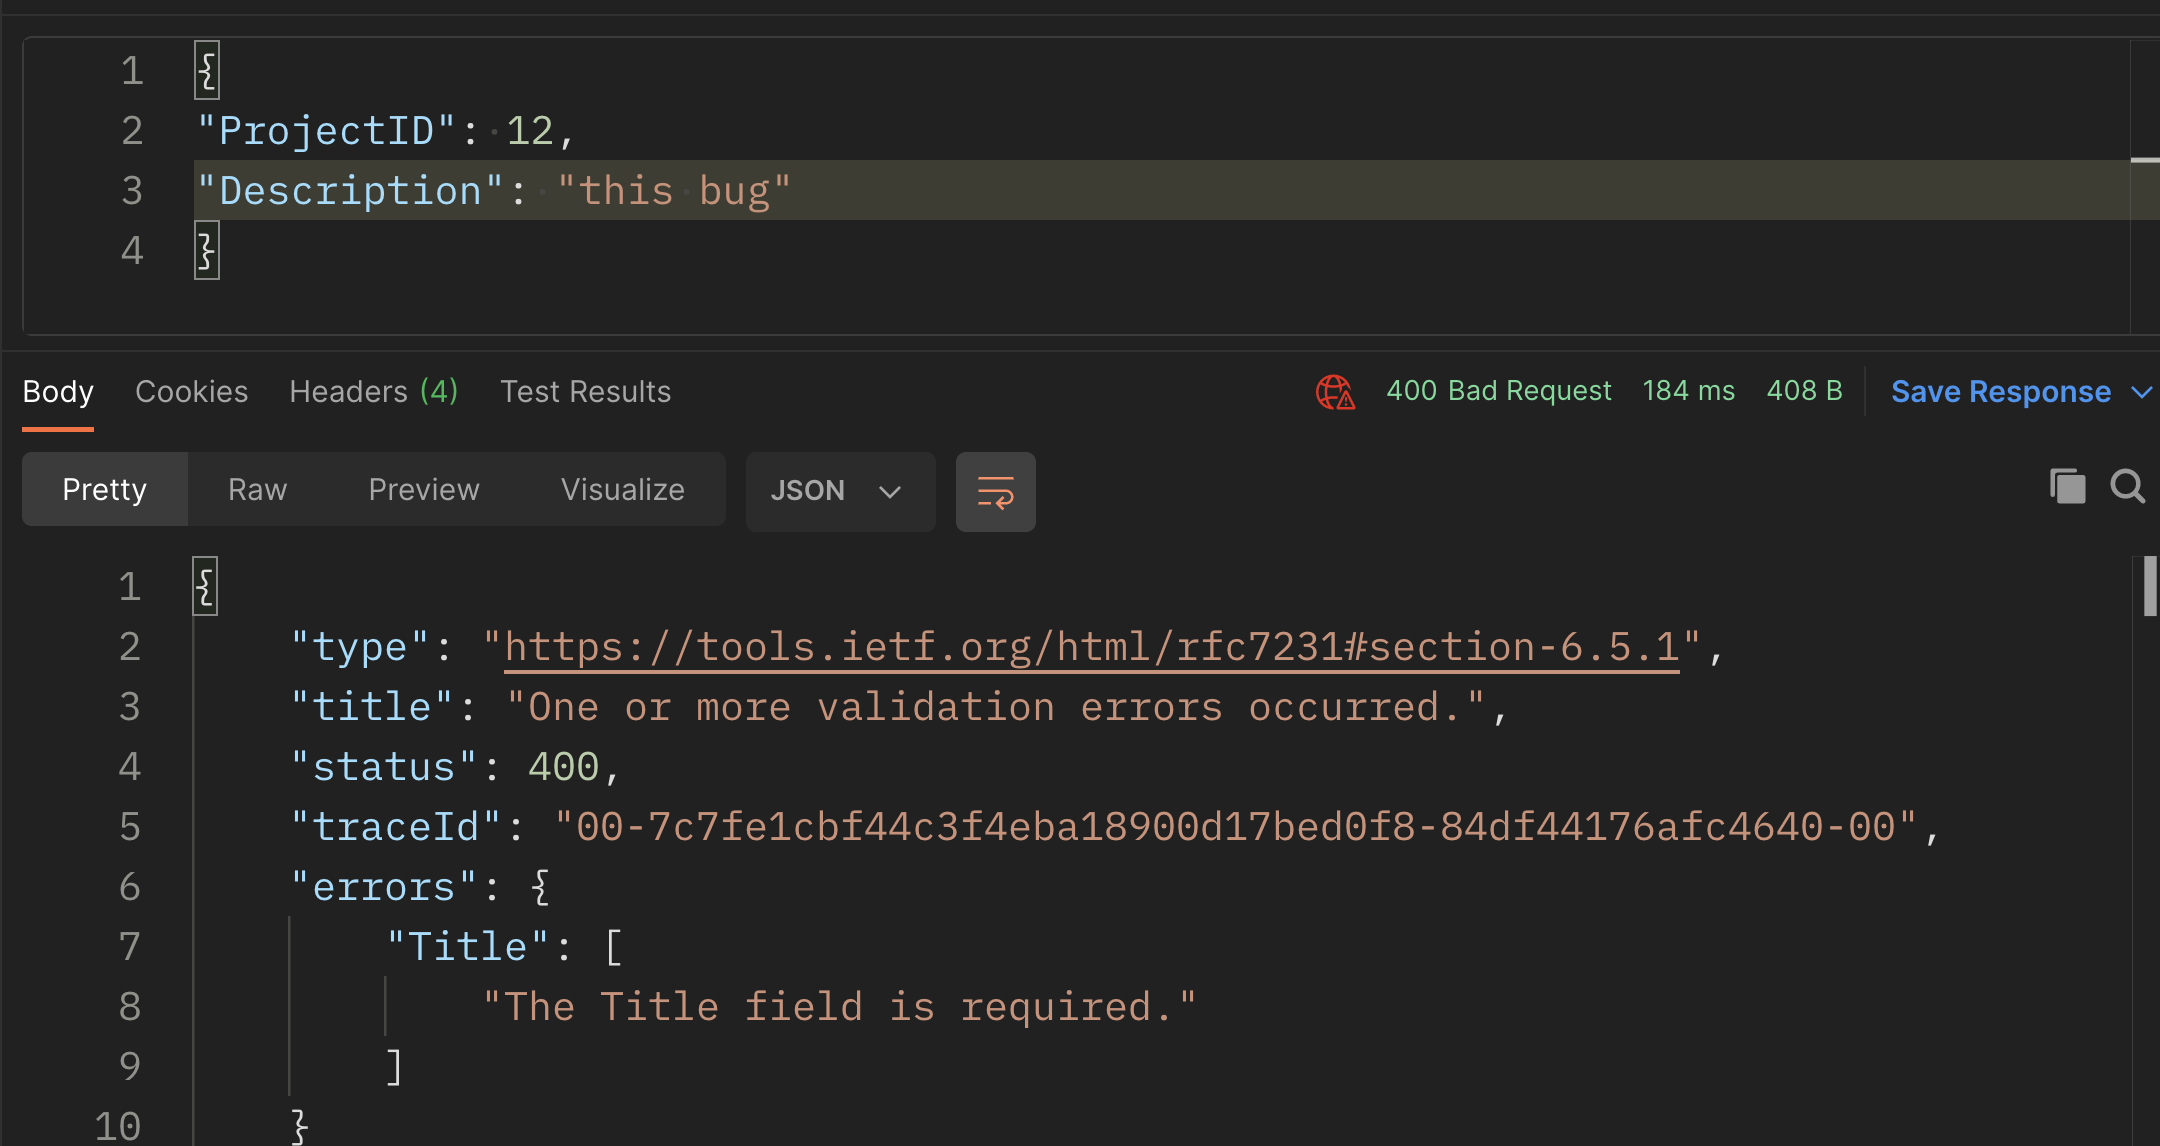 1 {
2 "ProjectID": 12,
3 "Description": "this bug"
4 }
Body Cookies Headers (4) Test Results 400 Bad Request 184 ms 408 B Save Response
Pretty Raw Preview Visualize JSON
1 {
2 "type": "https://tools.ietf.org/html/rfc7231#section-6.5.1",
3 "title": "One or more validation errors occurred.",
4 "status": 400,
5 "traceId": "00-7c7fe1cbf44c3f4eba18900d17bed0f8-84df44176afc4640-00",
6 "errors": {
7 "Title": [
8 "The Title field is required."
9 ]
10 }